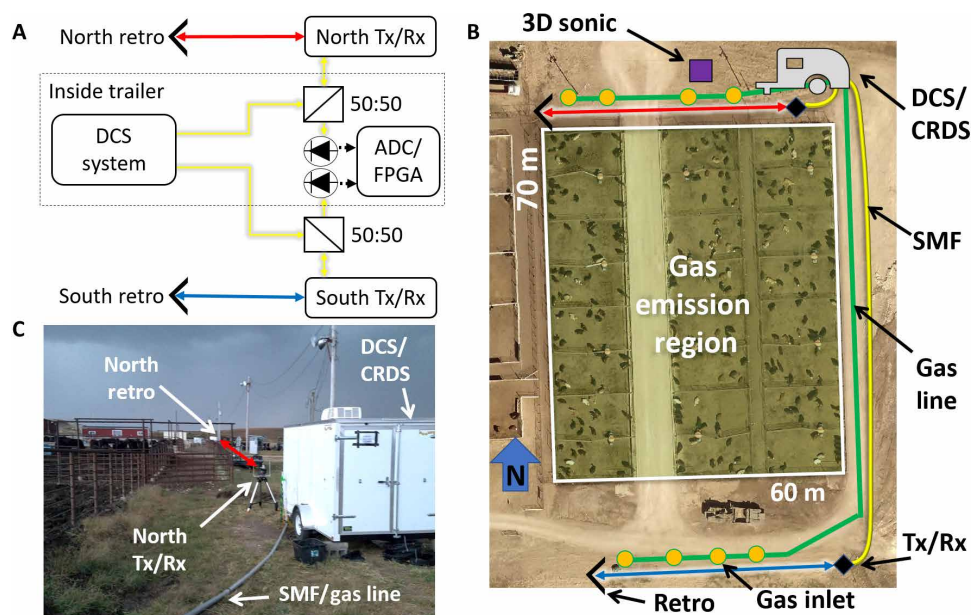 A
North retro
North Tx/Rx
Inside trailer
50:50
DCS
system
ADC/
FPGA
50:50
South retro
South Tx/Rx
B
3D sonic
DCS/
CRDS
70 m
SMF
Gas
emission
region
Gas
line
N
60 m
Tx/Rx
Retro
Gas inlet
C
DCS/
CRDS
North
retro
North
Tx/Rx
SMF/gas line